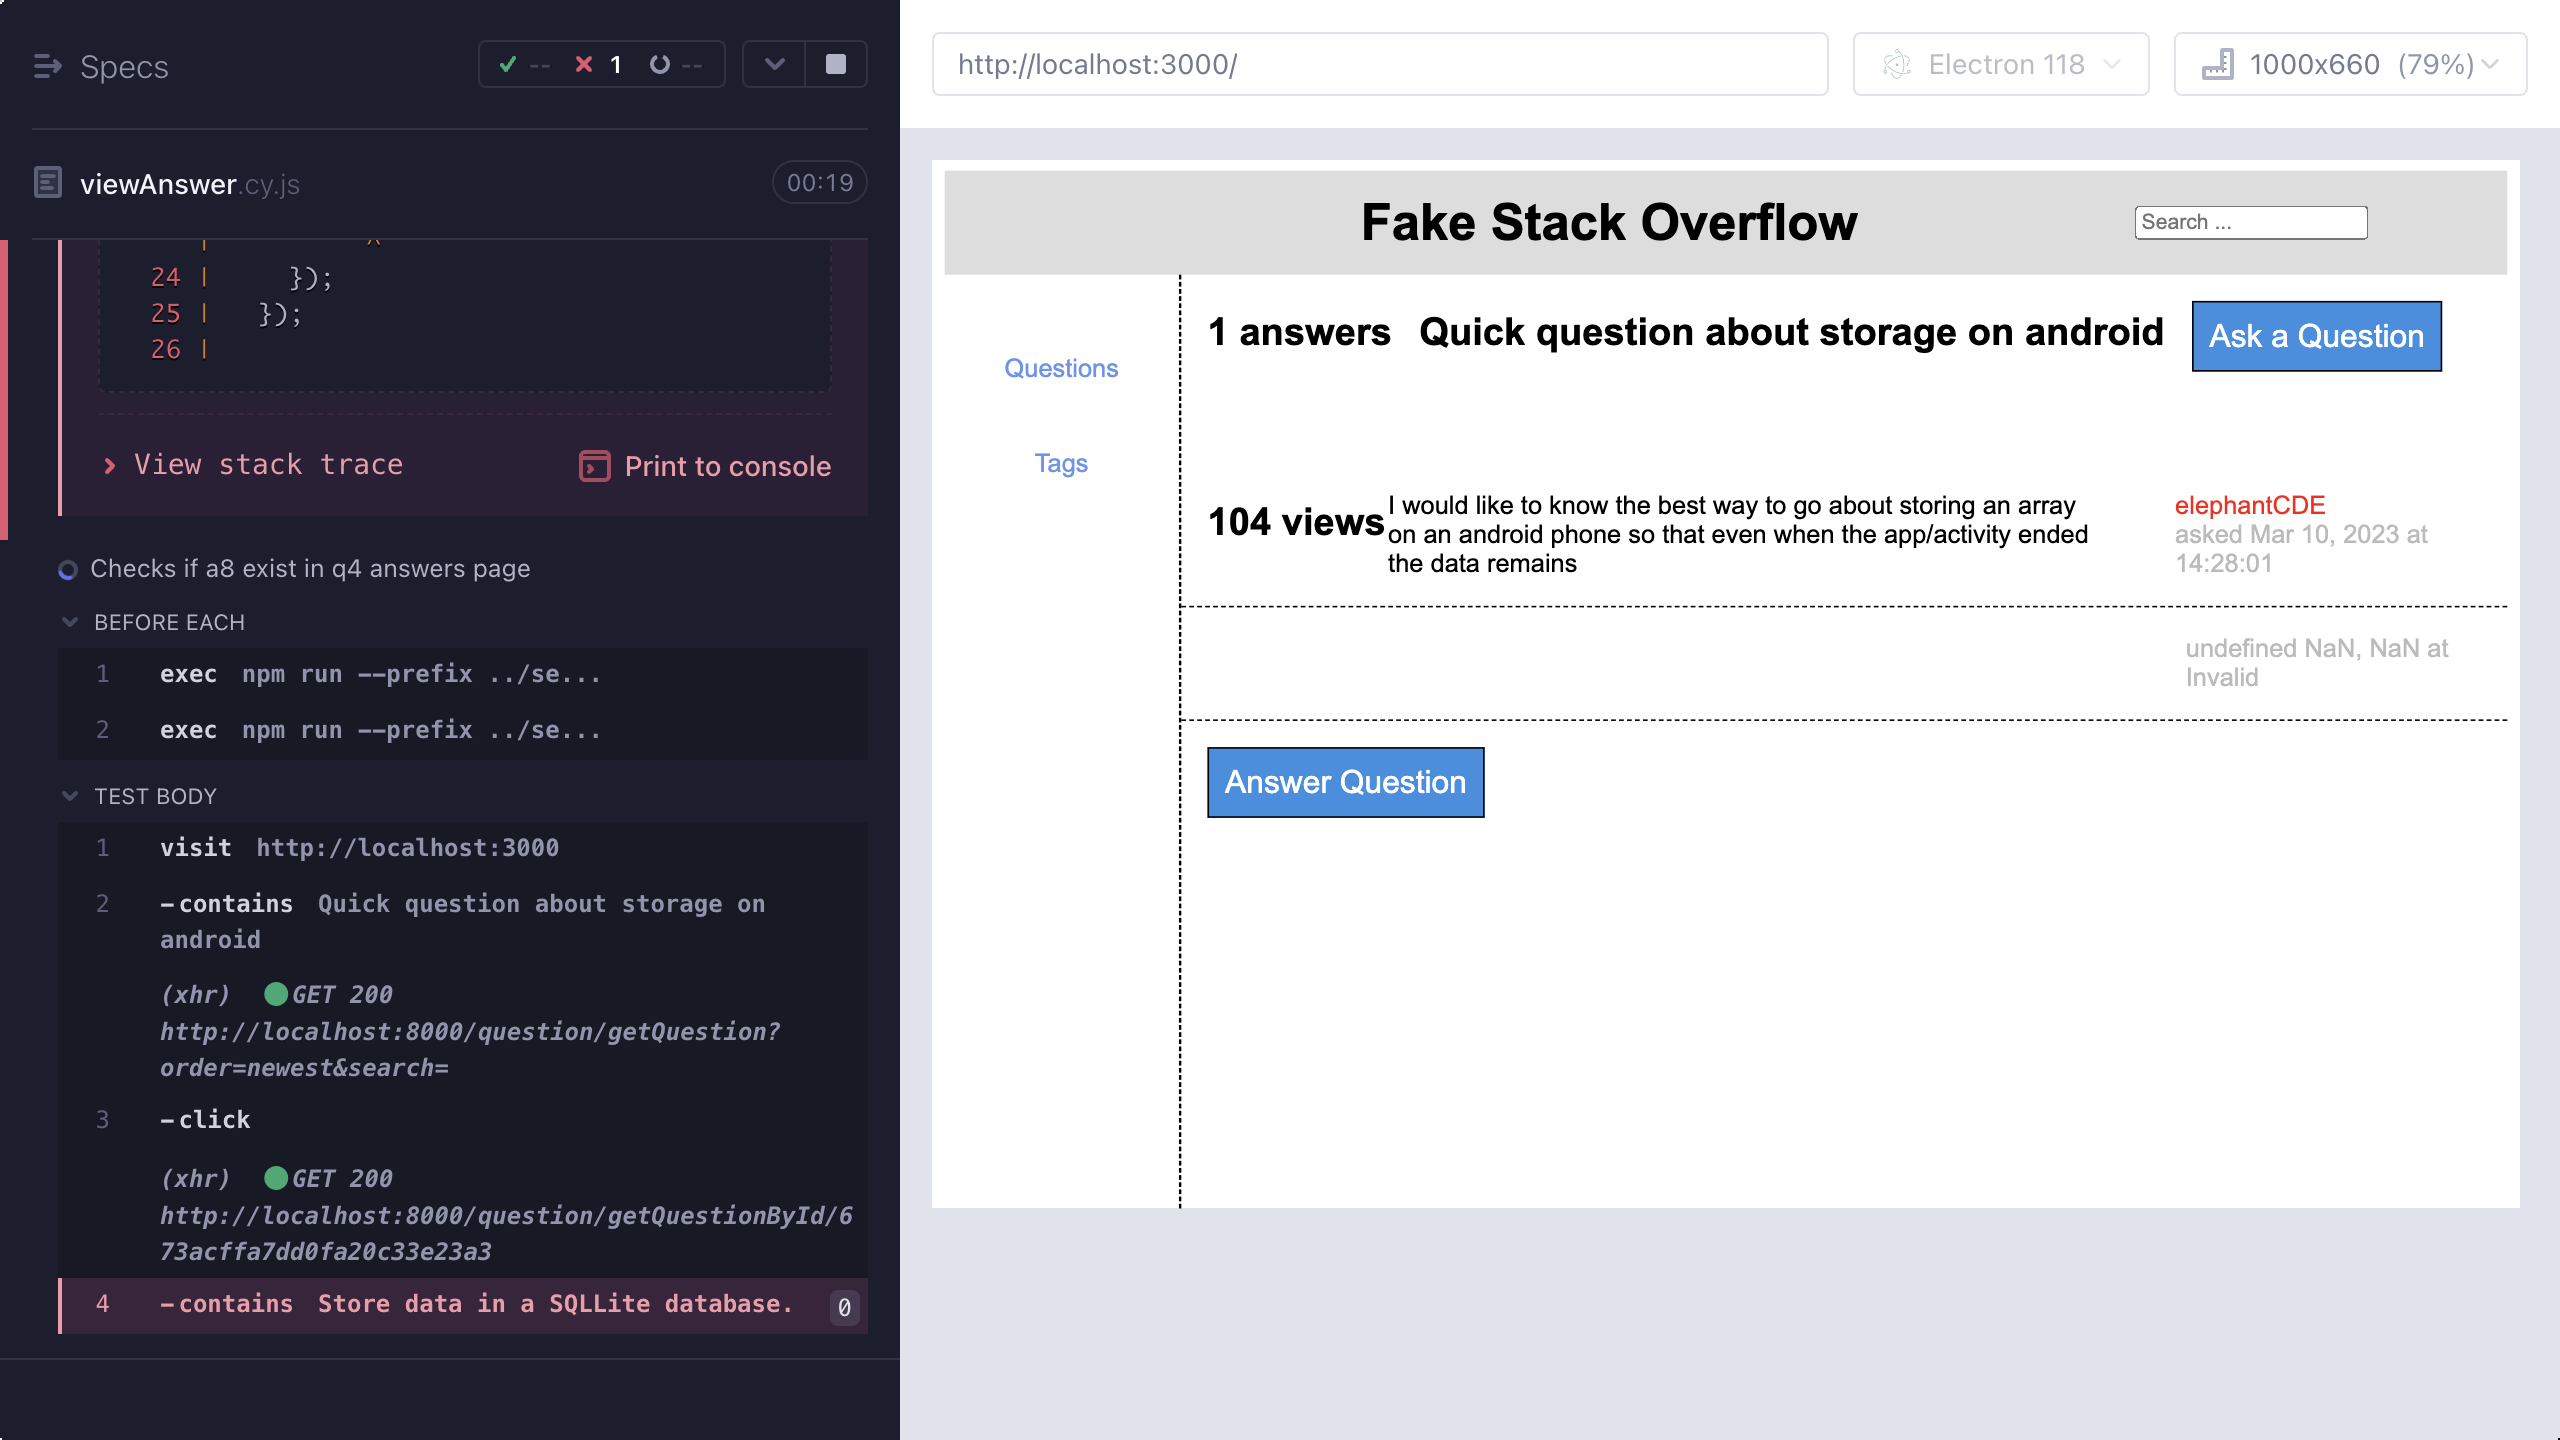 Specs
-- 1 --
viewAnswer.cy.js
00:19
^
24 | });
25 | });
26 |
View stack trace
Print to console
Checks if a8 exist in q4 answers page
BEFORE EACH
1 exec npm run --prefix ../se...
2 exec npm run --prefix ../se...
TEST BODY
1 visit http://localhost:3000
2 -contains Quick question about storage on
android
(xhr) GET 200
http://localhost:8000/question/getQuestion?
order=newest&search=
3 -click
(xhr) GET 200
http://localhost:8000/question/getQuestionById/6
73acffa7dd0fa20c33e23a3
4 -contains Store data in a SQLLite database. 0
http://localhost:3000/
Electron 118
1000x660 (79%)
Fake Stack Overflow
Search ...
Questions
Tags
1 answers
Quick question about storage on android
Ask a Question
104 views
I would like to know the best way to go about storing an array
on an android phone so that even when the app/activity ended
the data remains
elephantCDE
asked Mar 10, 2023 at
14:28:01
undefined NaN, NaN at
Invalid
Answer Question